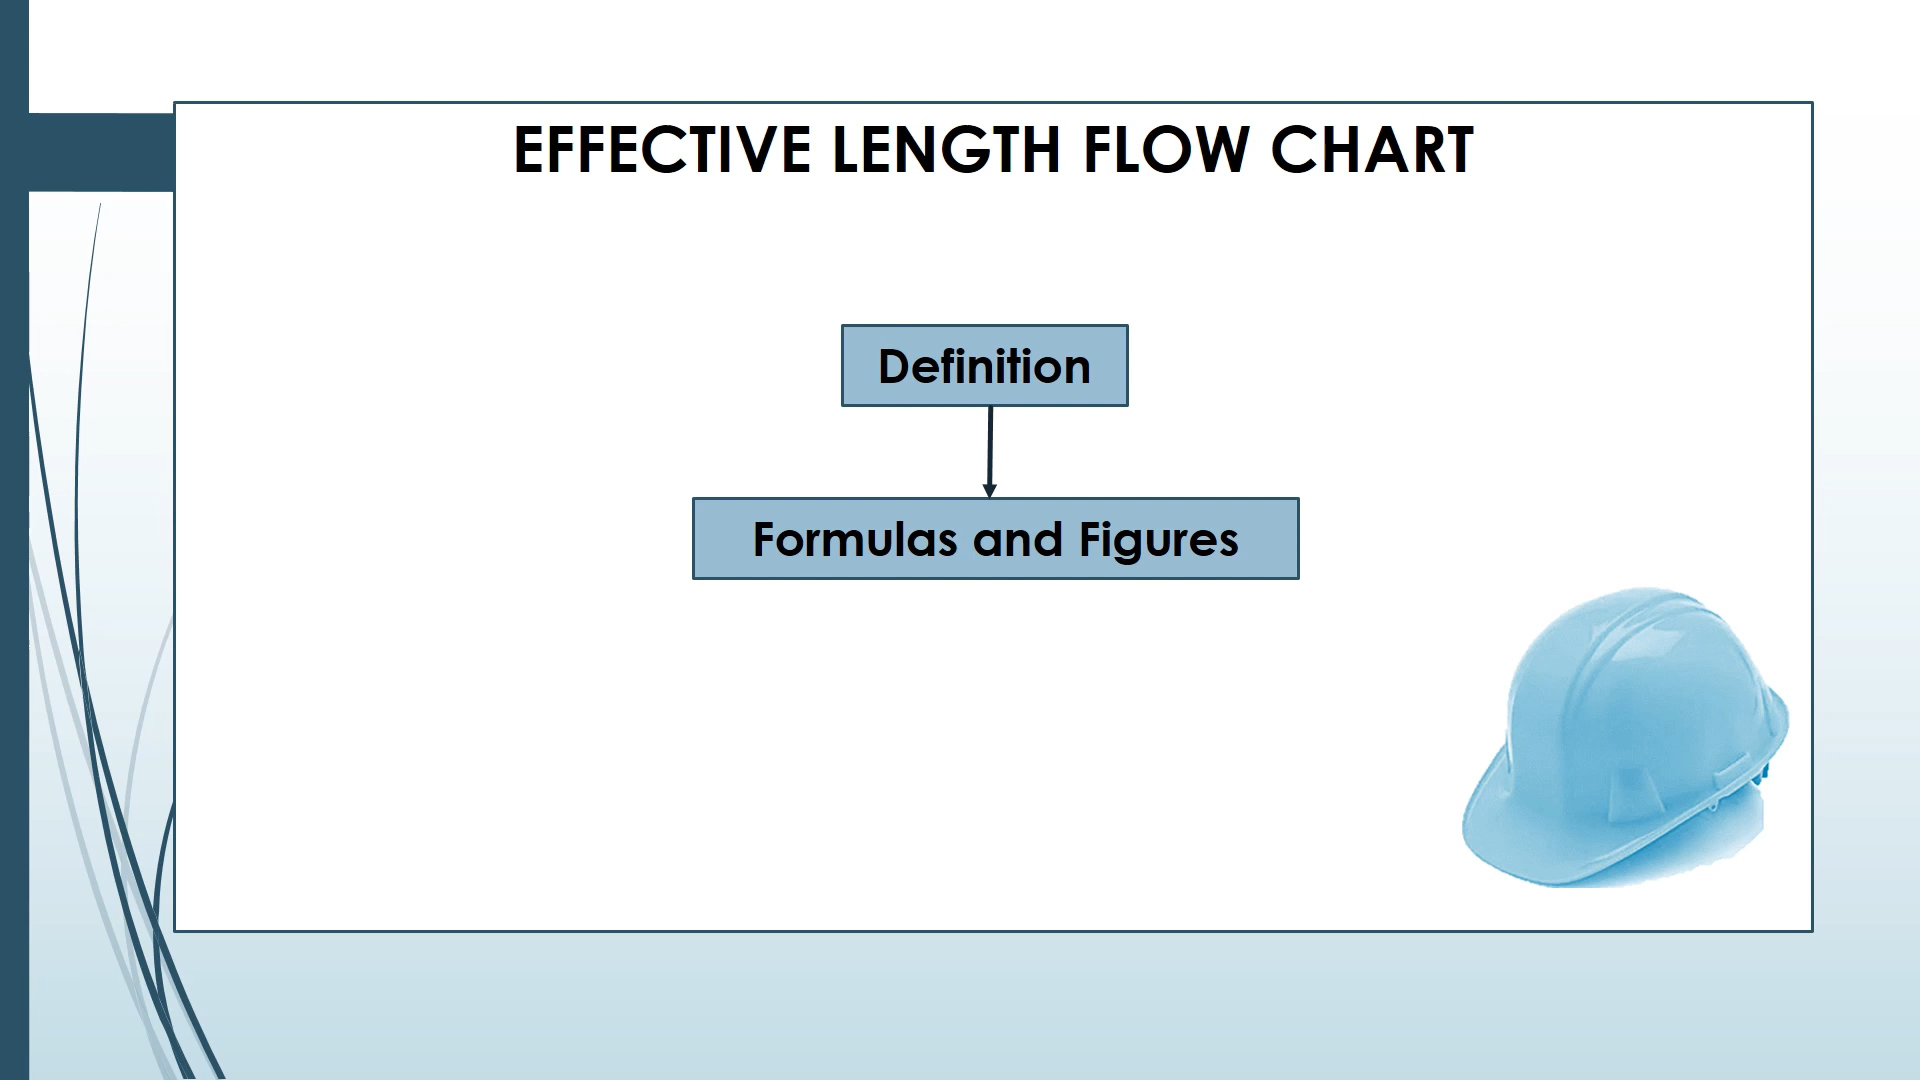 EFFECTIVE LENGTH FLOW CHART
Definition
Formulas and Figures